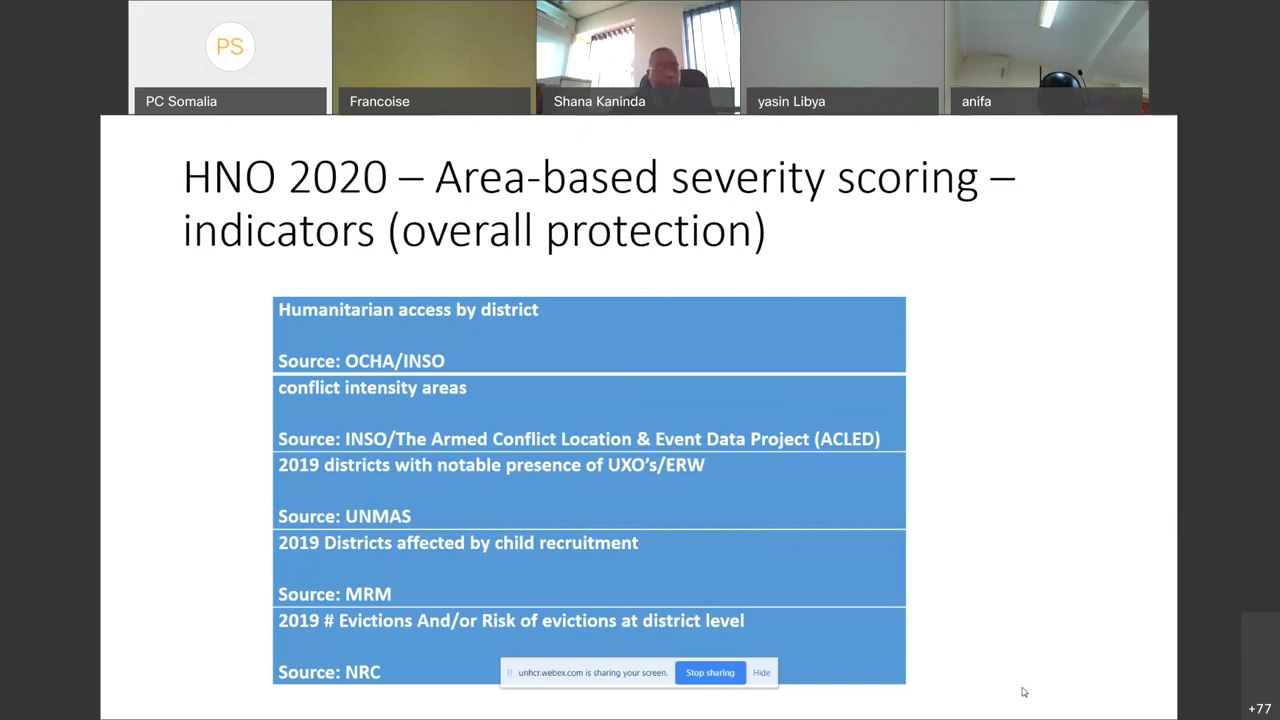 PS
PC Somalia
Francoise
Shana Kaninda
yasin Libya
anifa
HNO 2020 – Area-based severity scoring –
indicators (overall protection)
Humanitarian access by district
Source: OCHA/INSO
conflict intensity areas
Source: INSO/The Armed Conflict Location & Event Data Project (ACLED)
2019 districts with notable presence of UXO’s/ERW
Source: UNMAS
2019 Districts affected by child recruitment
Source: MRM
2019 # Evictions And/or Risk of evictions at district level
Source: NRC
unhcr.webex.com is sharing your screen.
Stop sharing
Hide
+77